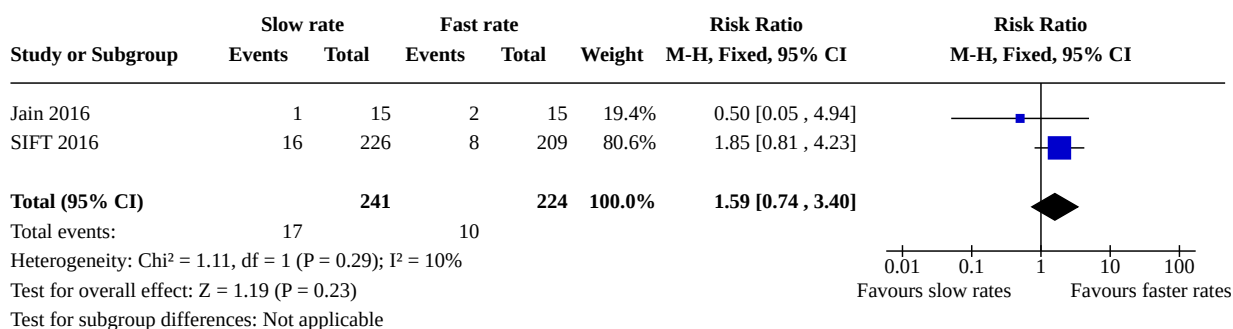 Slow rate Fast rate Risk Ratio Risk Ratio
Study or Subgroup Events Total Events Total Weight M-H, Fixed, 95% CI M-H, Fixed, 95% CI
Jain 2016 1 15 2 15 19.4% 0.50 [0.05 , 4.94]
SIFT 2016 16 226 8 209 80.6% 1.85 [0.81 , 4.23]
Total (95% CI) 241 224 100.0% 1.59 [0.74 , 3.40]
Total events: 17 10
Heterogeneity: Chi² = 1.11, df = 1 (P = 0.29); I² = 10%
0.01 0.1 1 10 100
Test for overall effect: Z = 1.19 (P = 0.23)
Favours slow rates Favours faster rates
Test for subgroup differences: Not applicable